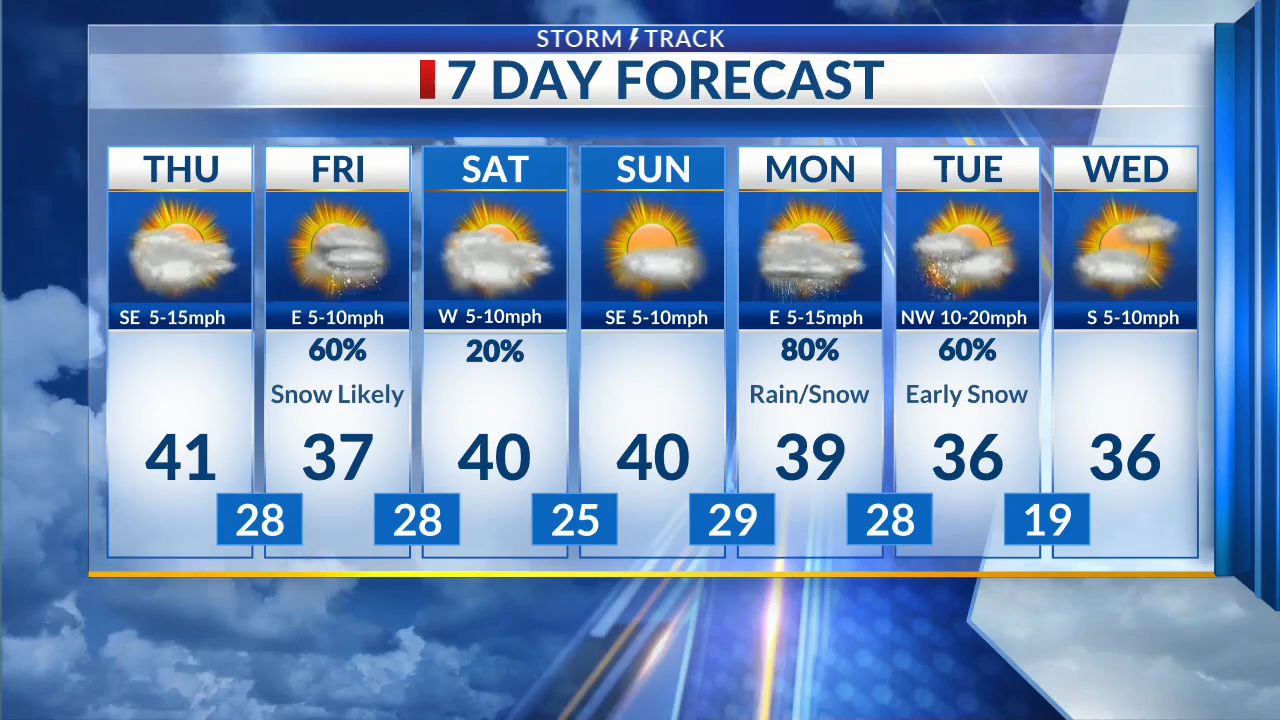 STORM TRACK
7 DAY FORECAST
THU FRI SAT SUN MON TUE WED
SE 5-15mph E 5-10mph W 5-10mph SE 5-10mph E 5-15mph NW 10-20mph S 5-10mph
60% 20% 80% 60%
Snow Likely Rain/Snow Early Snow
41 37 40 40 39 36 36
28 28 25 29 28 19